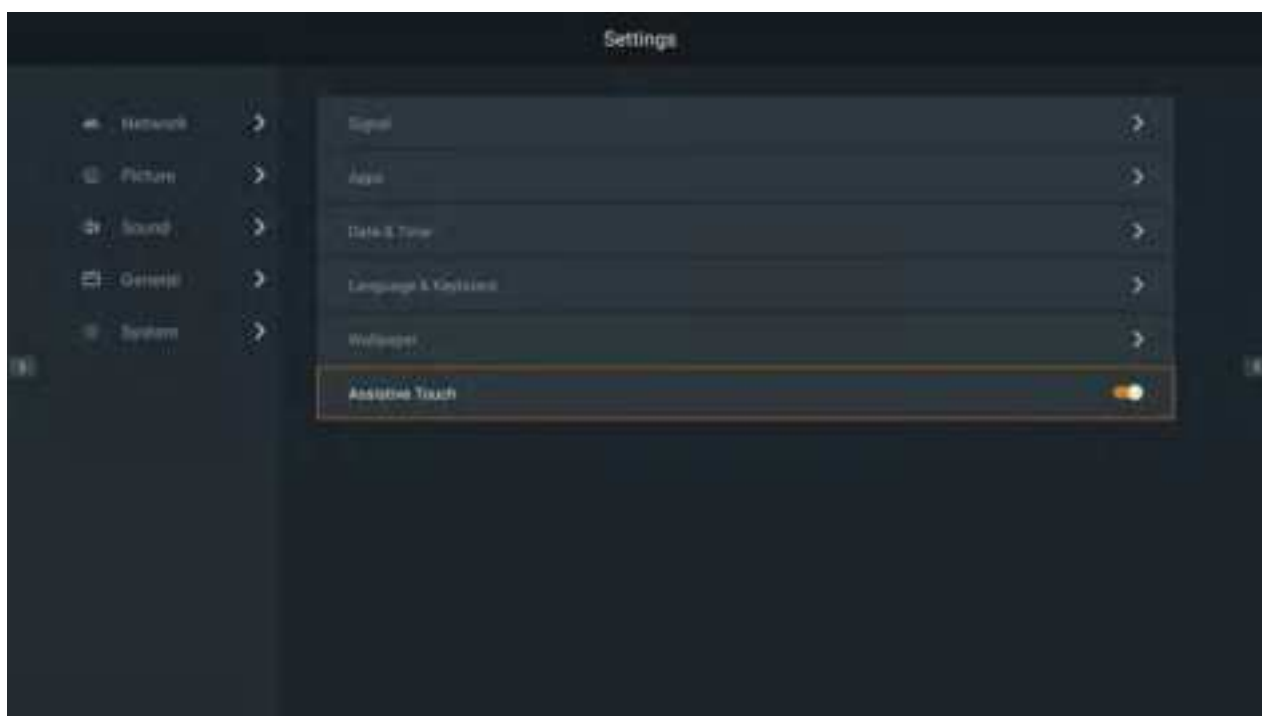 Settings
Network
Picture
Sound
General
System
Signal
Apps
Date & Time
Language & Keyboard
Wallpaper
Assistive Touch